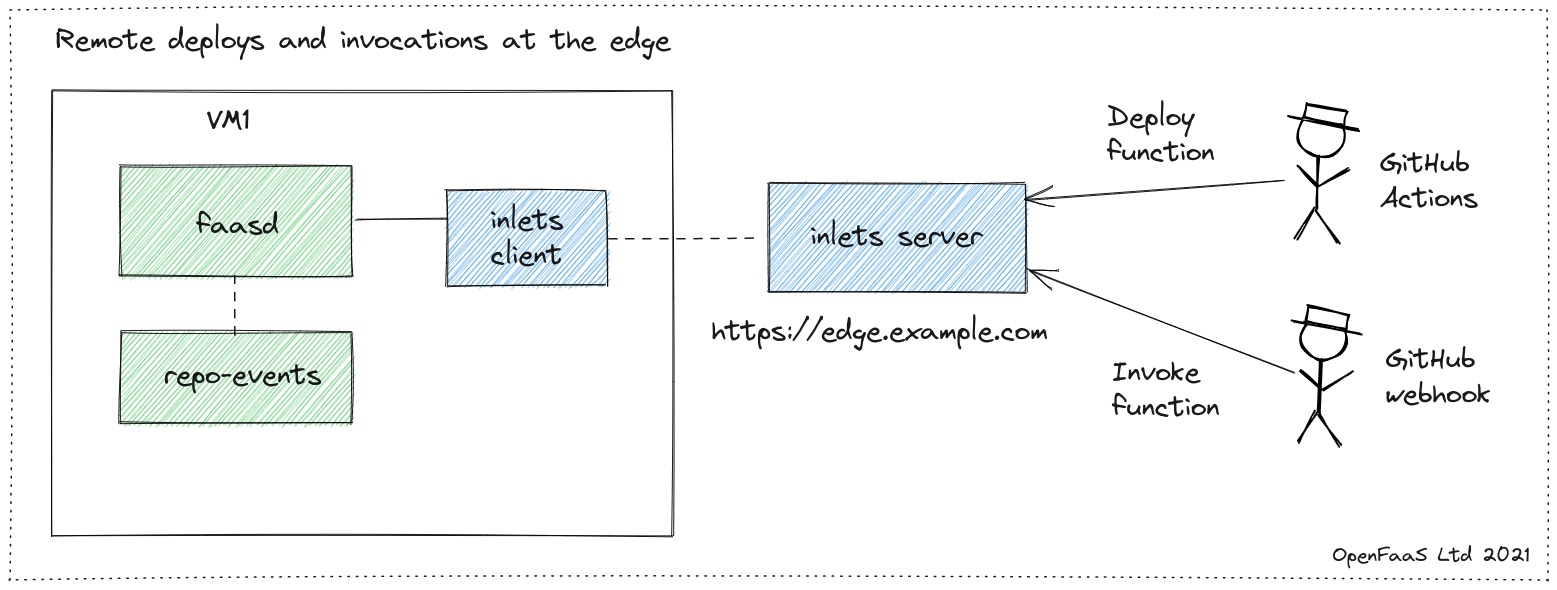 Remote deploys and invocations at the edge
VM1
faasd
inlets
client
repo-events
inlets server
https://edge.example.com
Deploy
function
GitHub
Actions
Invoke
function
GitHub
webhook
OpenFaaS Ltd 2021